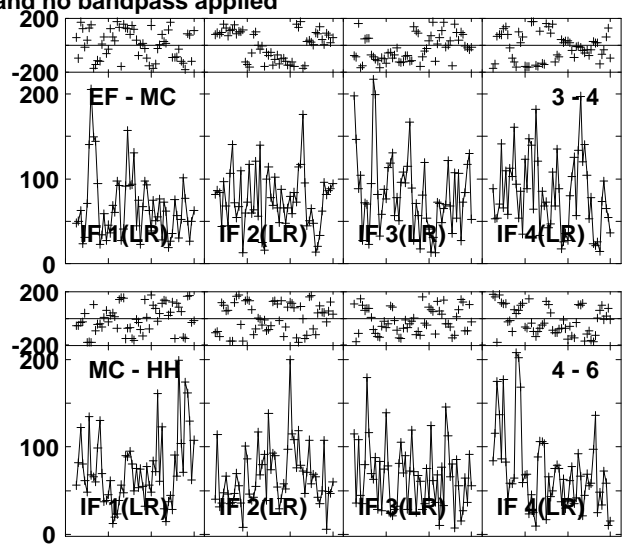 and no bandpass applied
200
-200
200
EF - MC
3 - 4
100
IF 1(LR) IF 2(LR) IF 3(LR) IF 4(LR)
0
200
-200
200
MC - HH
4 - 6
100
IF 1(LR) IF 2(LR) IF 3(LR) IF 4(LR)
0